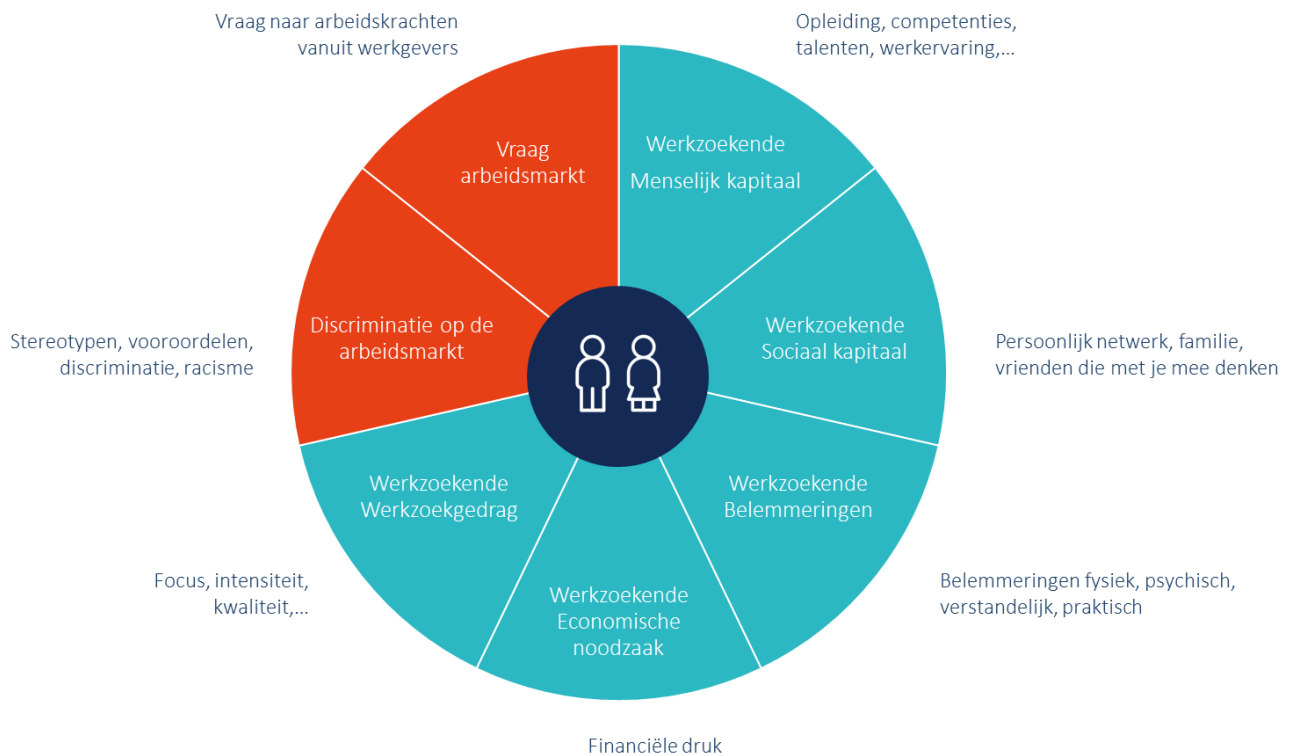 Vraag naar arbeidskrachten
vanuit werkgevers
Opleiding, competenties,
talenten, werkervaring,...
Vraag
arbeidsmarkt
Werkzoekende
Menselijk kapitaal
Discriminatie op de
arbeidsmarkt
Werkzoekende
Sociaal kapitaal
Stereotypen, vooroordelen,
discriminatie, racisme
Persoonlijk netwerk, familie,
vrienden die met je mee denken
Werkzoekende
Werkzoekgedrag
Werkzoekende
Belemmeringen
Werkzoekende
Economische
noodzaak
Focus, intensiteit,
kwaliteit,...
Belemmeringen fysiek, psychisch,
verstandelijk, praktisch
Financiële druk